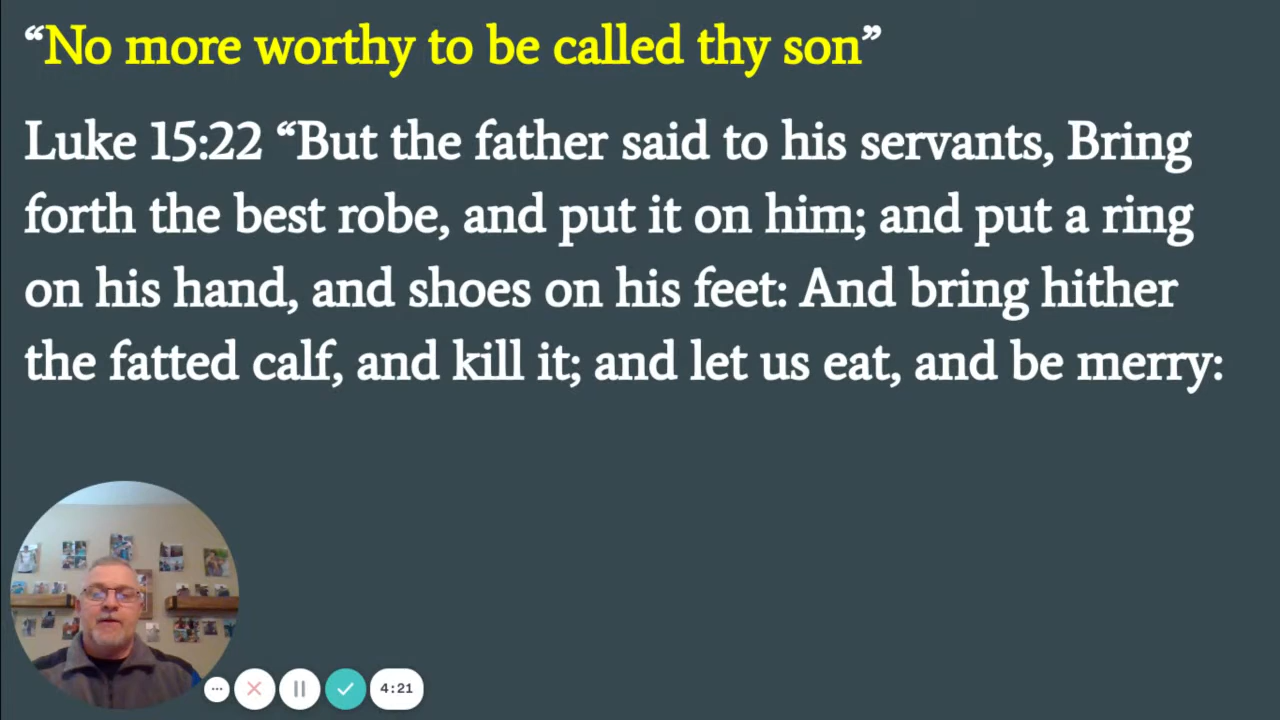 “No more worthy to be called thy son”
Luke 15:22 “But the father said to his servants, Bring
forth the best robe, and put it on him; and put a ring
on his hand, and shoes on his feet: And bring hither
the fatted calf, and kill it; and let us eat, and be merry:
4:21